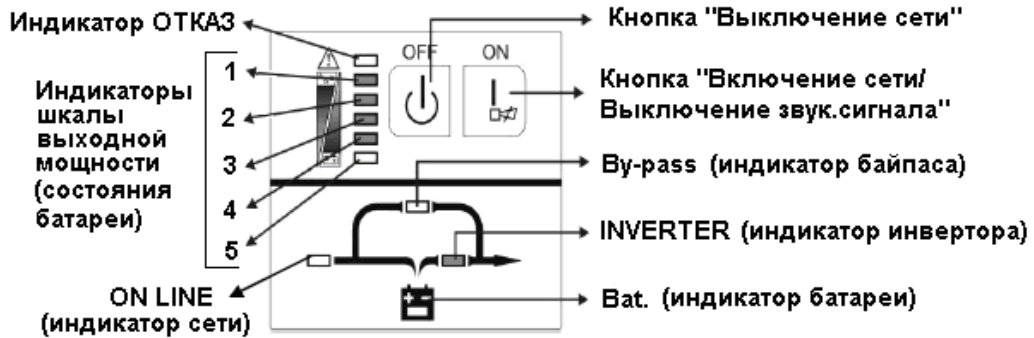 Индикатор ОТКАЗ
Кнопка "Выключение сети"
OFF
ON
1
2
3
4
5
Индикаторы
шкалы
выходной
мощности
(состояния
батареи)
Кнопка "Включение сети/
Выключение звук.сигнала"
By-pass (индикатор байпаса)
INVERTER (индикатор инвертора)
ON LINE
(индикатор сети)
Bat. (индикатор батареи)